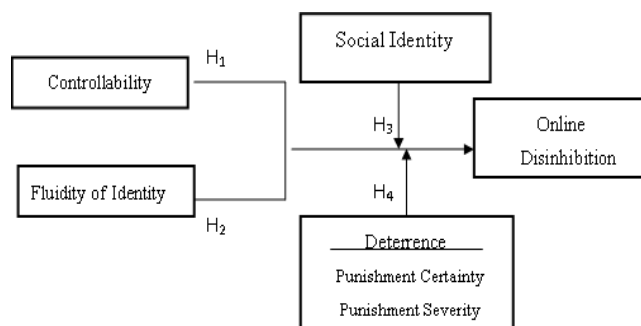 Social Identity
H₁
Controllability
H₃
Online
Disinhibition
Fluidity of Identity
H₂
H₄
Deterrence
Punishment Certainty
Punishment Severity